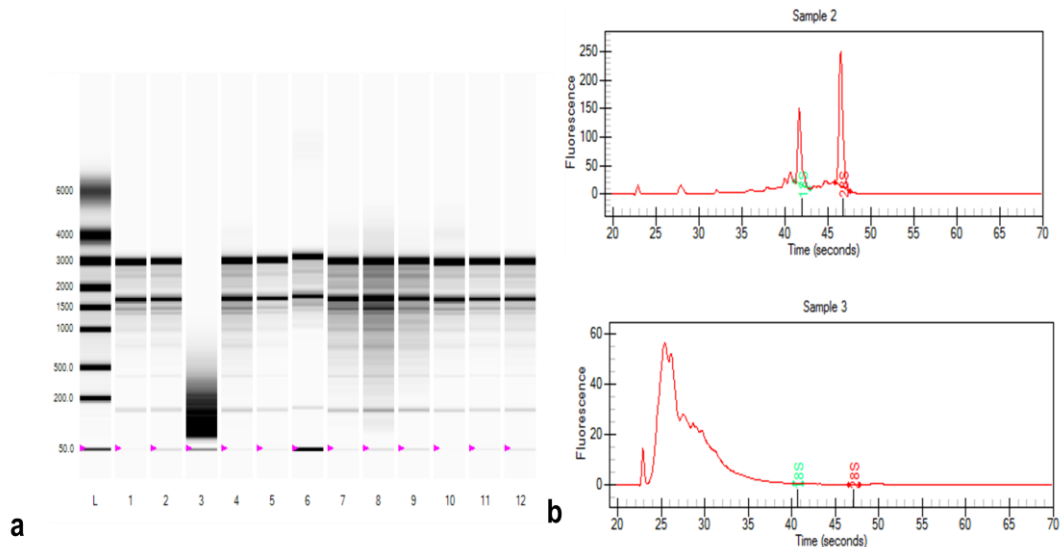 6000
4000
3000
2000
1500
1000
500.0
200.0
50.0
L 1 2 3 4 5 6 7 8 9 10 11 12
a
Sample 2
Fluorescence
250
200
150
100
50
0
18S
28S
20 25 30 35 40 45 50 55 60 65 70
Time (seconds)
Sample 3
Fluorescence
60
40
20
0
18S
28S
20 25 30 35 40 45 50 55 60 65 70
Time (seconds)
b